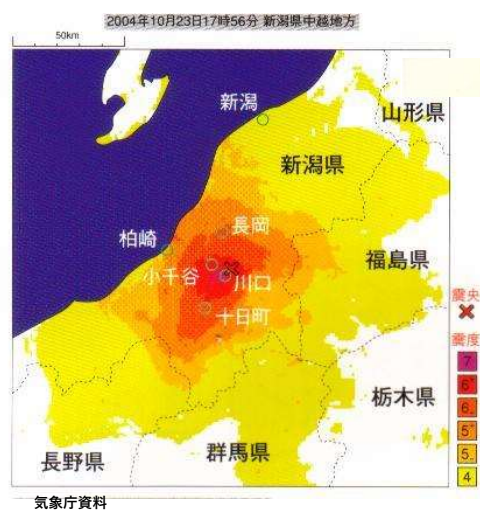 2004年10月23日17時56分 新潟県中越地方
50km
新潟
山形県
新潟県
長岡
柏崎
福島県
小千谷
川口
震央
十日町
震度
7
6+
6-
栃木県
5+
5-
群馬県
長野県
4
気象庁資料